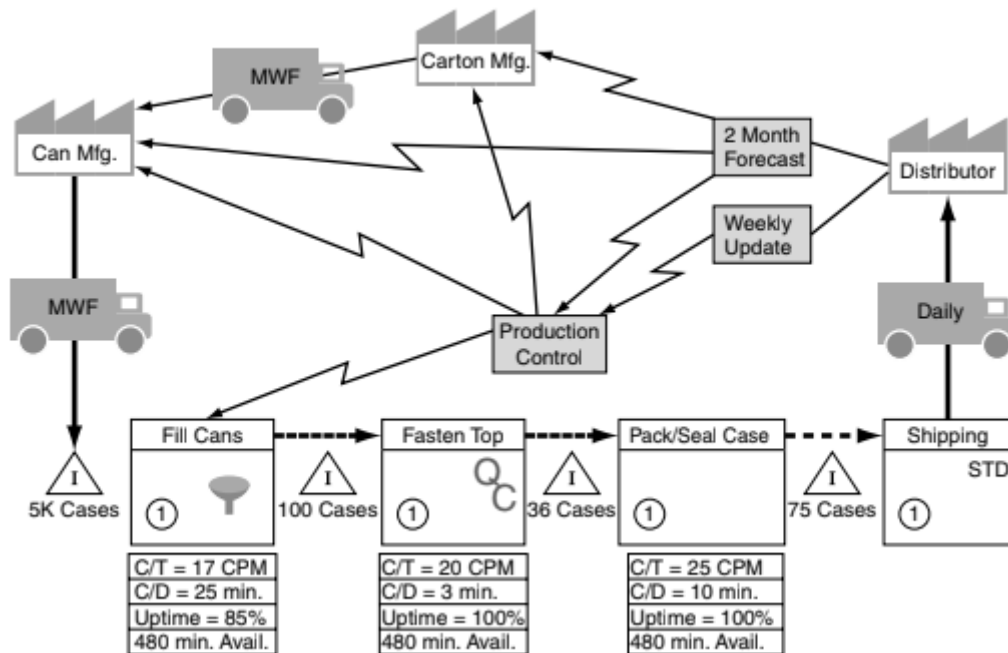 MWF
Carton Mfg.
Can Mfg.
2 Month
Forecast
Distributor
Weekly
Update
MWF
Daily
Production
Control
Fill Cans
Fasten Top
Pack/Seal Case
Shipping
I
5K Cases
1
I
100 Cases
QC
1
I
36 Cases
1
I
75 Cases
STD
1
C/T = 17 CPM
C/D = 25 min.
Uptime = 85%
480 min. Avail.
C/T = 20 CPM
C/D = 3 min.
Uptime = 100%
480 min. Avail.
C/T = 25 CPM
C/D = 10 min.
Uptime = 100%
480 min. Avail.